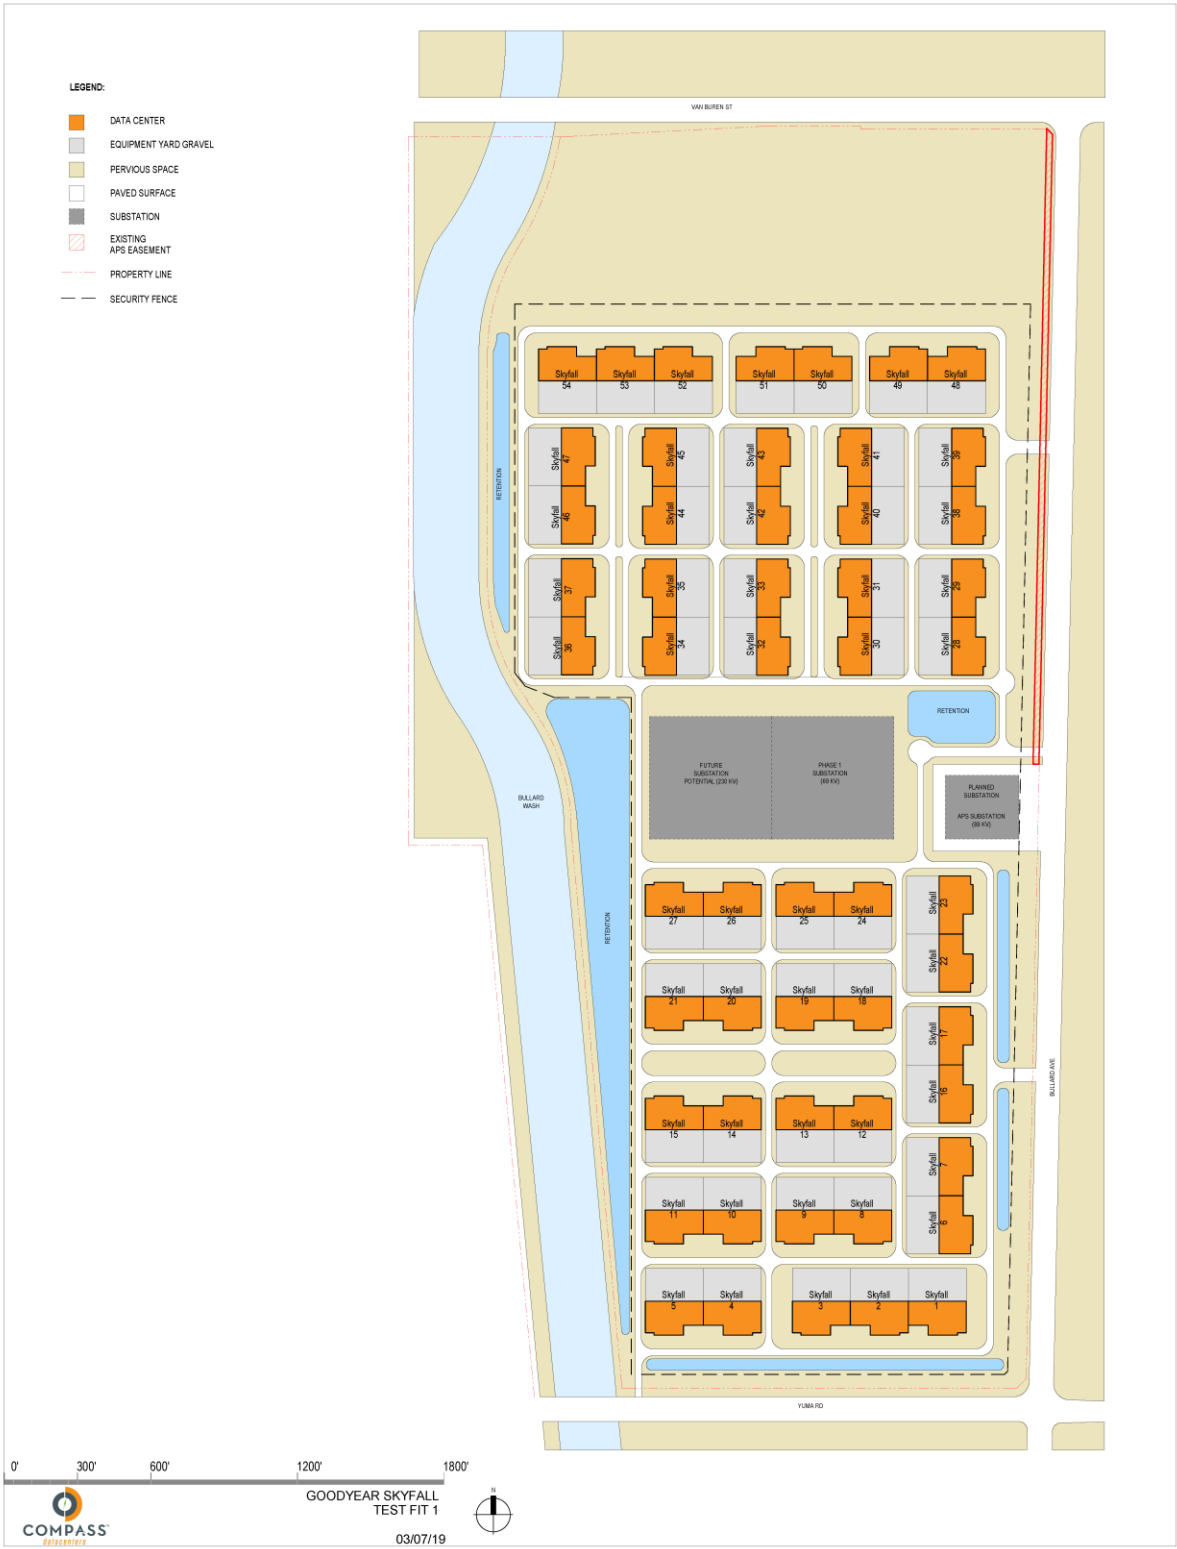 VAN BUREN ST
LEGEND:
DATA CENTER
EQUIPMENT YARD GRAVEL
PERVIOUS SPACE
PAVED SURFACE
SUBSTATION
EXISTING
APS EASEMENT
PROPERTY LINE
SECURITY FENCE
Skyfall
54
Skyfall
53
Skyfall
52
Skyfall
51
Skyfall
50
Skyfall
49
Skyfall
48
RETENTION
Skyfall
47
Skyfall
45
Skyfall
43
Skyfall
41
Skyfall
39
Skyfall
46
Skyfall
44
Skyfall
42
Skyfall
40
Skyfall
38
Skyfall
37
Skyfall
35
Skyfall
33
Skyfall
31
Skyfall
29
Skyfall
36
Skyfall
34
Skyfall
32
Skyfall
30
Skyfall
28
RETENTION
FUTURE
SUBSTATION
POTENTIAL (230 KV)
PHASE 1
SUBSTATION
(69 KV)
PLANNED
SUBSTATION
APS SUBSTATION
(69 KV)
BULLARD
WASH
RETENTION
Skyfall
27
Skyfall
26
Skyfall
25
Skyfall
24
Skyfall
23
Skyfall
22
Skyfall
21
Skyfall
20
Skyfall
19
Skyfall
18
Skyfall
17
Skyfall
16
BULLARD AVE
Skyfall
15
Skyfall
14
Skyfall
13
Skyfall
12
Skyfall
7
Skyfall
6
Skyfall
11
Skyfall
10
Skyfall
9
Skyfall
8
Skyfall
5
Skyfall
4
Skyfall
3
Skyfall
2
Skyfall
1
YUMA RD
0' 300' 600' 1200' 1800'
GOODYEAR SKYFALL
TEST FIT 1
03/07/19
N
COMPASS
datacenters